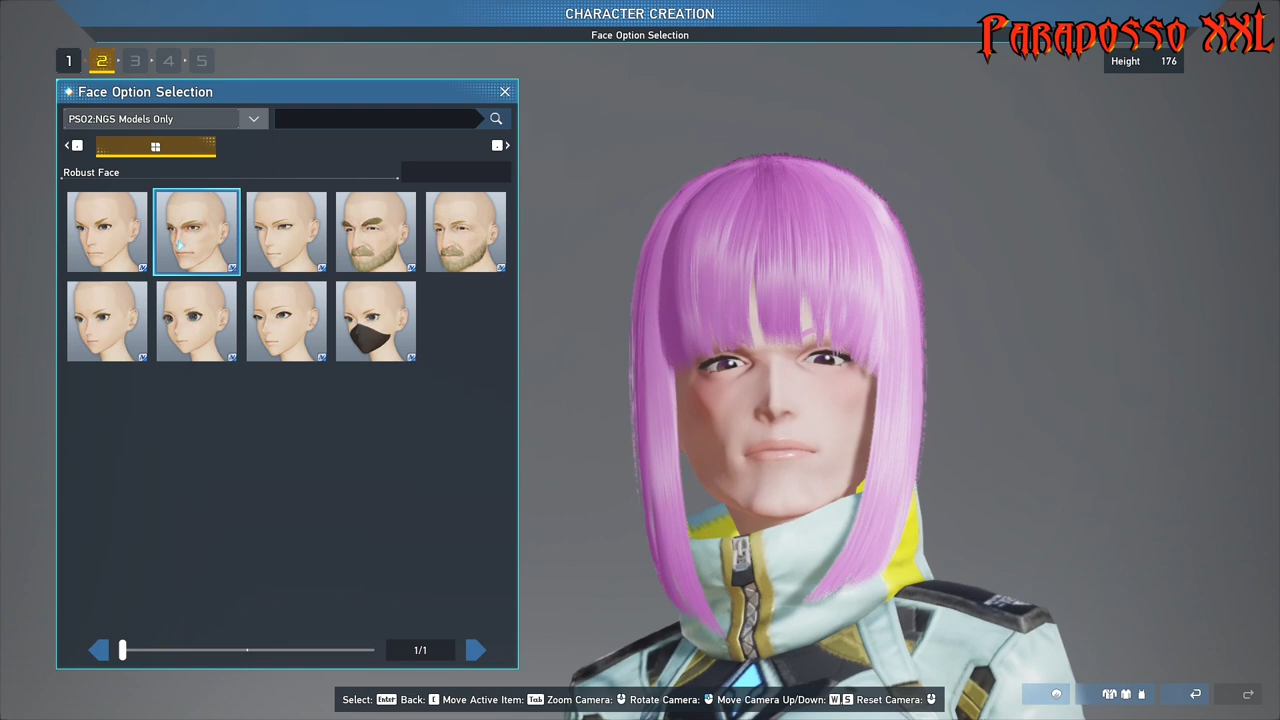 CHARACTER CREATION
Face Option Selection
PARADOSSO XXL
Height 176
1 2 3 4 5
Face Option Selection
PSO2:NGS Models Only
Robust Face
1/1
Select: Enter Back: C Move Active Item: Tab Zoom Camera: Rotate Camera: Move Camera Up/Down: W, S Reset Camera: